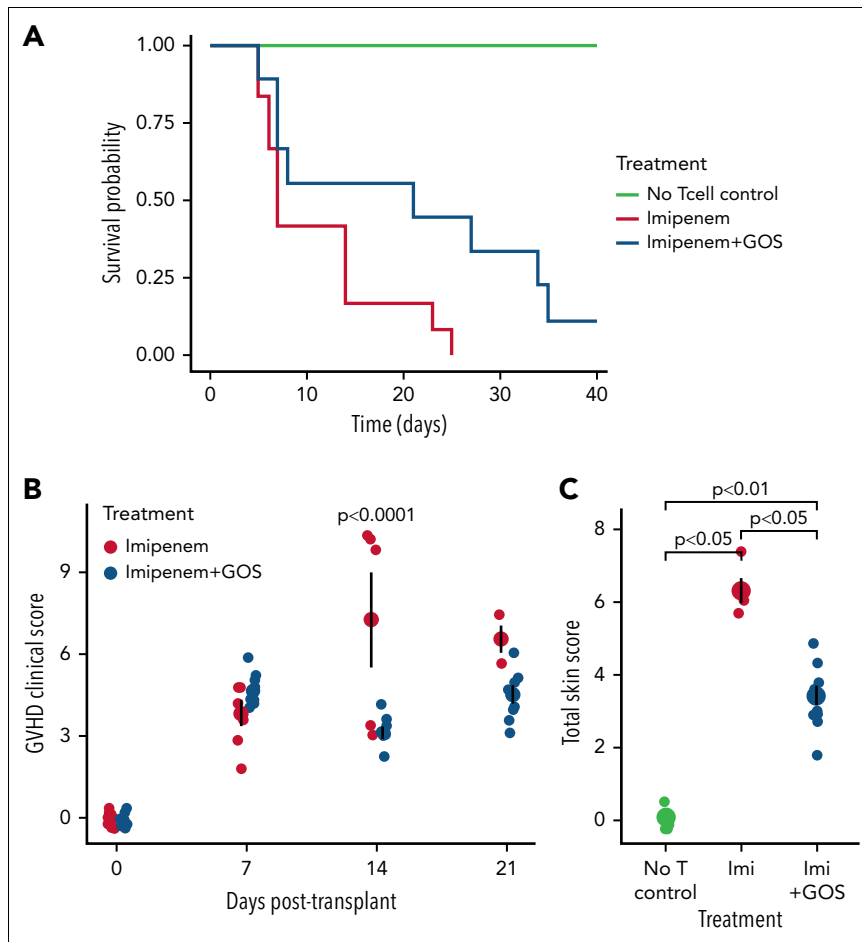 A
1.00
0.75
0.50
0.25
0.00
Survival probability
0
10
20
30
40
Time (days)
Treatment
No Tcell control
Imipenem
Imipenem+GOS
B
Treatment
Imipenem
Imipenem+GOS
p<0.0001
9
6
3
0
GVHD clinical score
0
7
14
21
Days post-transplant
C
p<0.01
p<0.05
p<0.05
8
6
4
2
0
Total skin score
No T
control
Imi
Imi
+GOS
Treatment